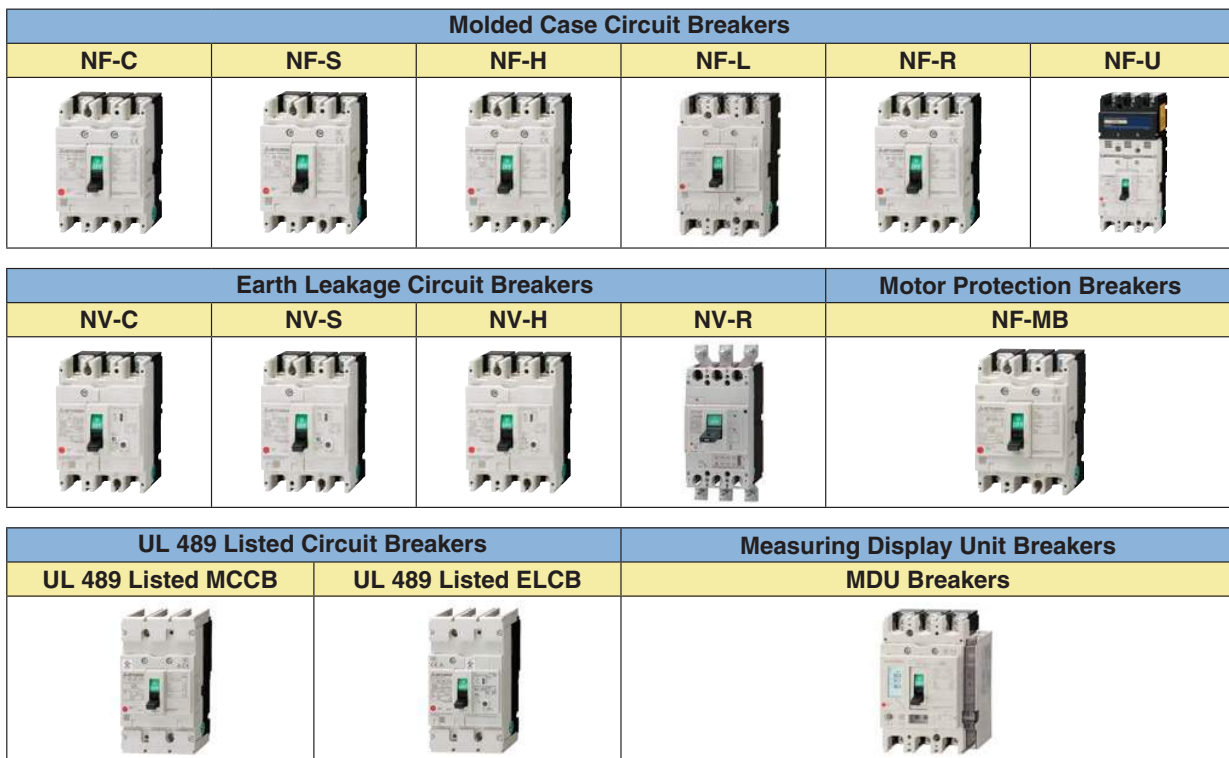 Molded Case Circuit Breakers
NF-C NF-S NF-H NF-L NF-R NF-U
Earth Leakage Circuit Breakers Motor Protection Breakers
NV-C NV-S NV-H NV-R NF-MB
UL 489 Listed Circuit Breakers Measuring Display Unit Breakers
UL 489 Listed MCCB UL 489 Listed ELCB MDU Breakers